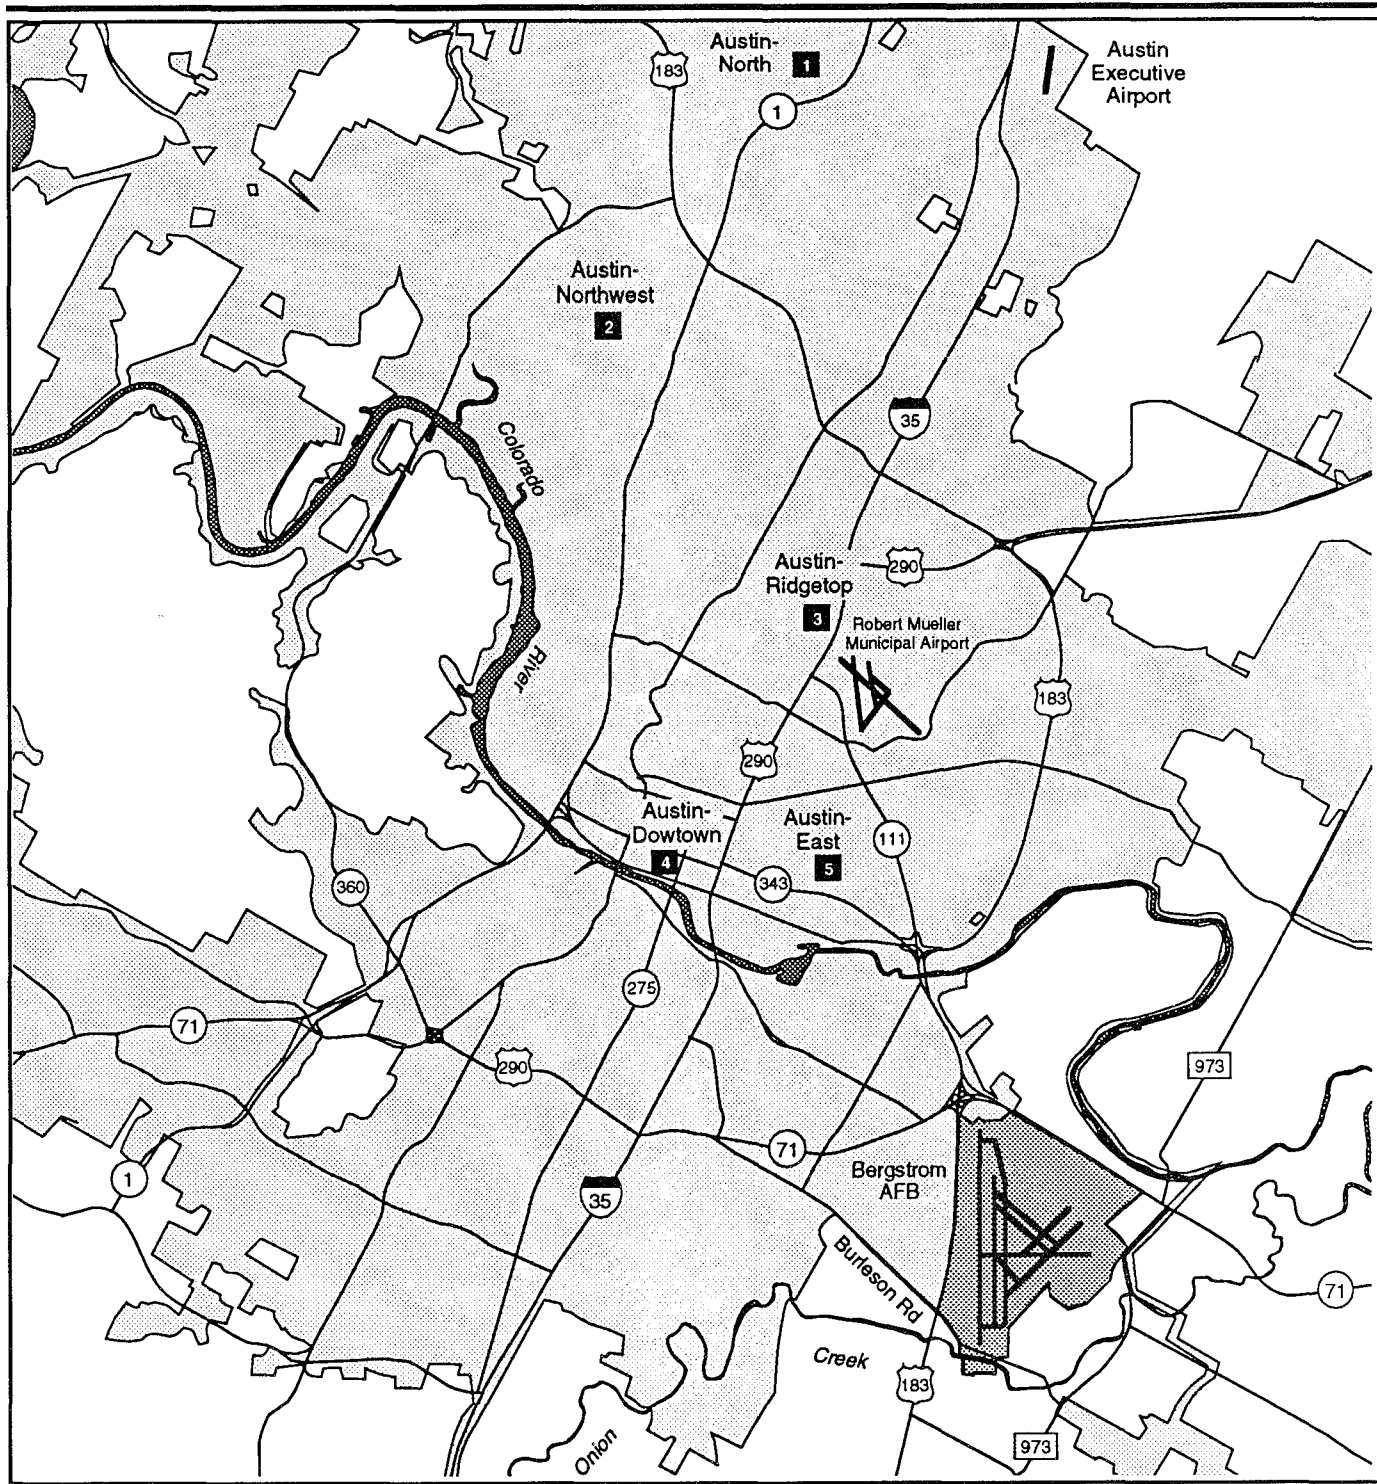 Austin-
North
1
183
1
Austin
Executive
Airport
Austin-
Northwest
2
35
Colorado
River
290
Austin-
Ridgetop
3
Robert Mueller
Municipal Airport
183
290
Austin-
Dowtown
4
Austin-
East
5
111
343
360
275
71
290
973
71
1
35
Bergstrom
AFB
Burleson Rd
71
Creek
183
Onion
973